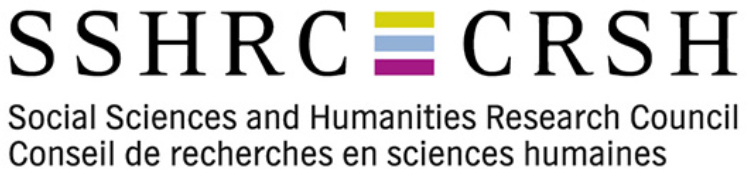 SSHRC CRSH
Social Sciences and Humanities Research Council
Conseil de recherches en sciences humaines